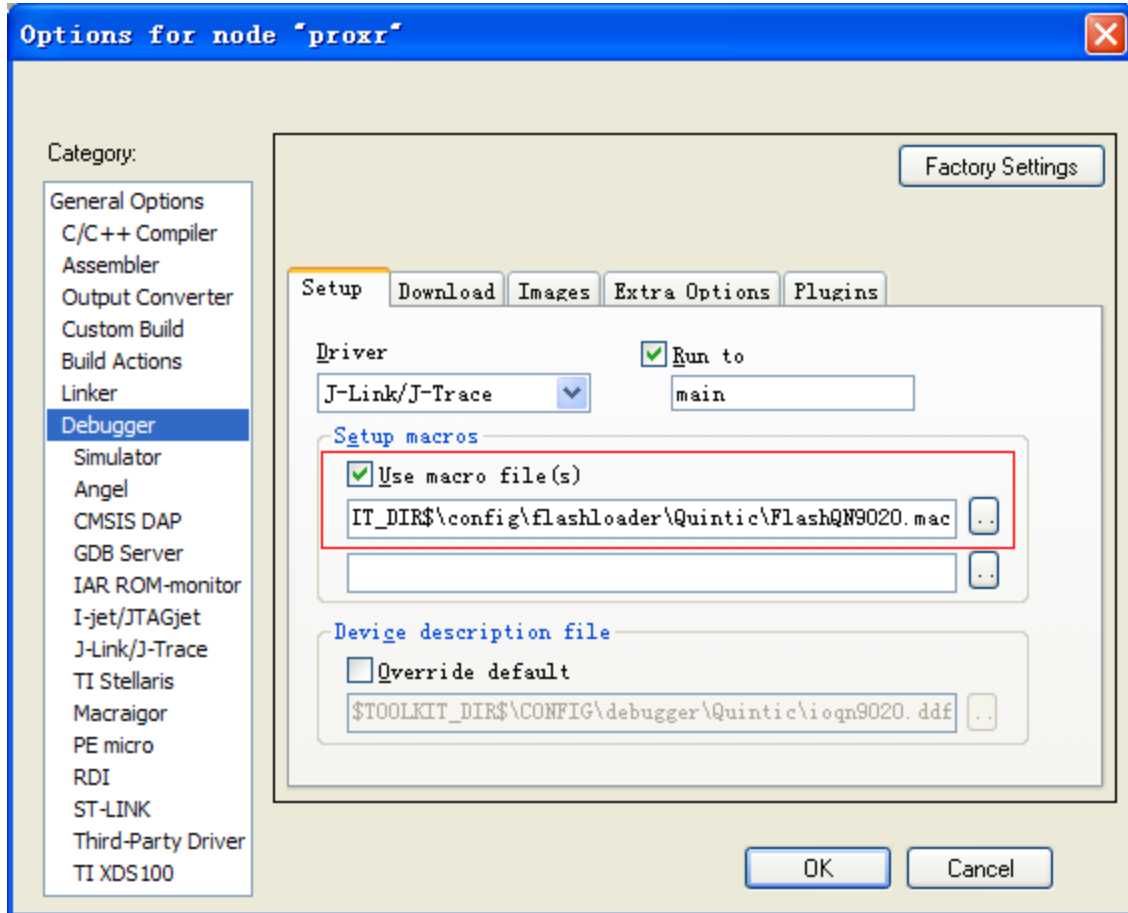 Options for node "proxr"
Category:
General Options
C/C++ Compiler
Assembler
Output Converter
Custom Build
Build Actions
Linker
Debugger
Simulator
Angel
CMSIS DAP
GDB Server
IAR ROM-monitor
I-jet/JTAGjet
J-Link/J-Trace
TI Stellaris
Macraigor
PE micro
RDI
ST-LINK
Third-Party Driver
TI XDS100
Factory Settings
Setup Download Images Extra Options Plugins
Driver Run to
J-Link/J-Trace main
Setup macros
Use macro file(s)
IT_DIR$\config\flashloader\Quintic\FlashQN9020.mac ..
..
Device description file
Override default
$TOOLKIT_DIR$\CONFIG\debugger\Quintic\ioqn9020.ddf ..
OK Cancel